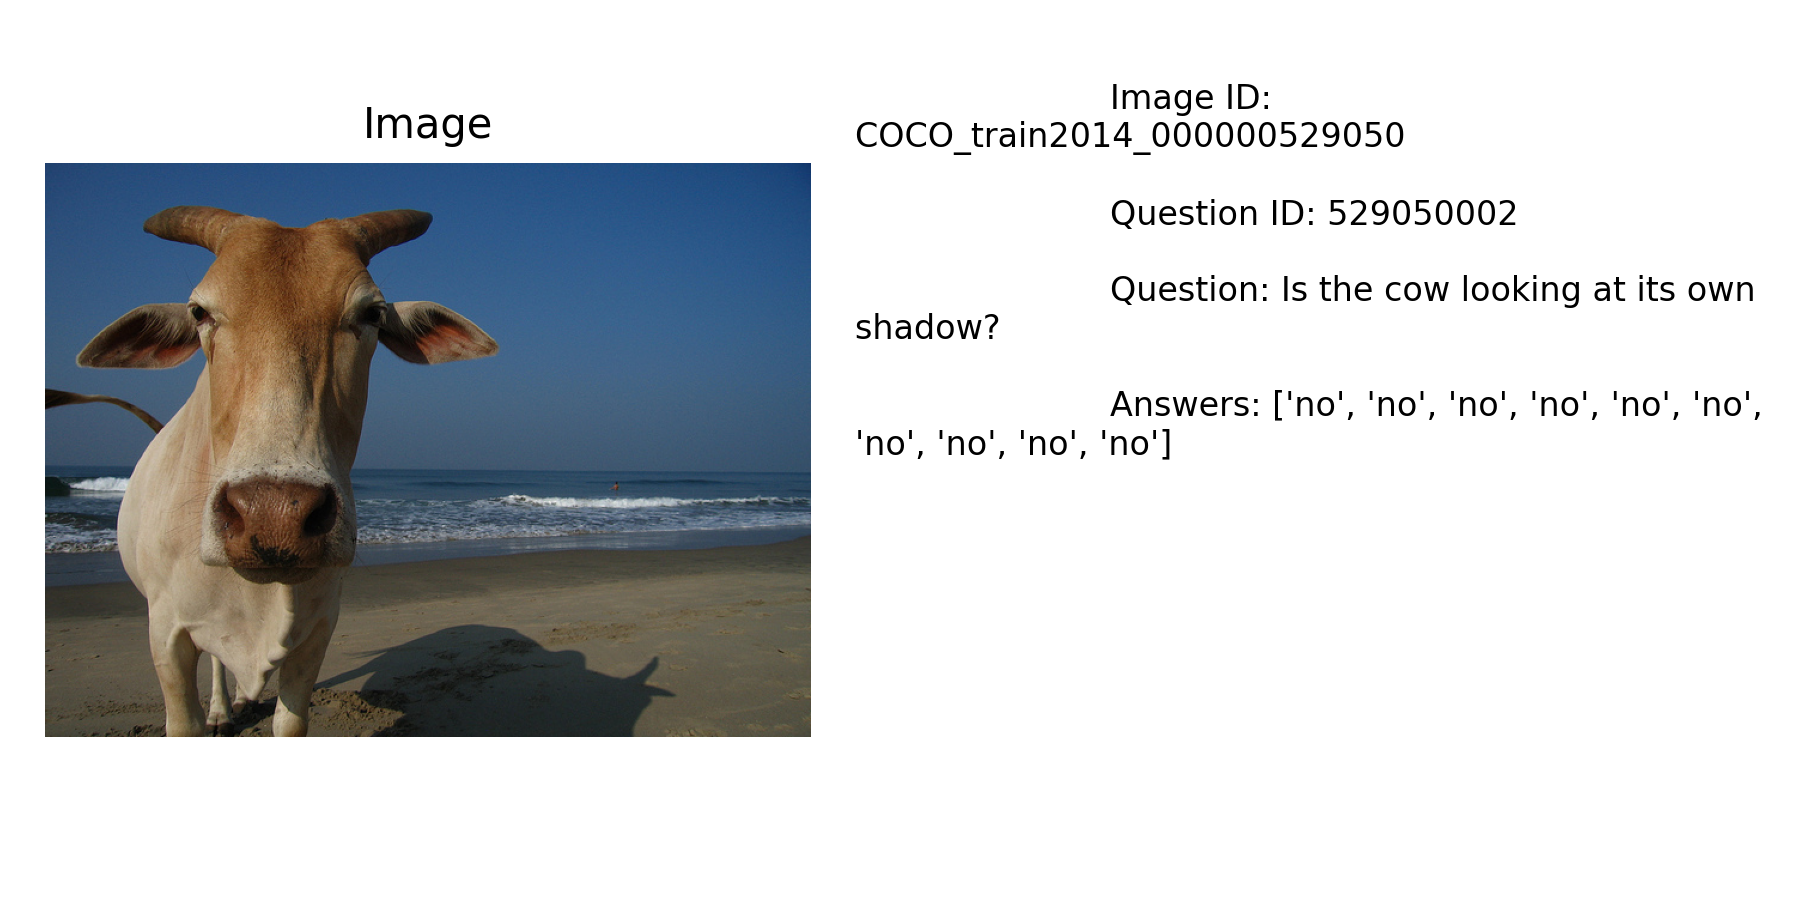 Image
Image ID:
COCO_train2014_000000529050
Question ID: 529050002
Question: Is the cow looking at its own
shadow?
Answers: ['no', 'no', 'no', 'no', 'no', 'no',
'no', 'no', 'no', 'no']